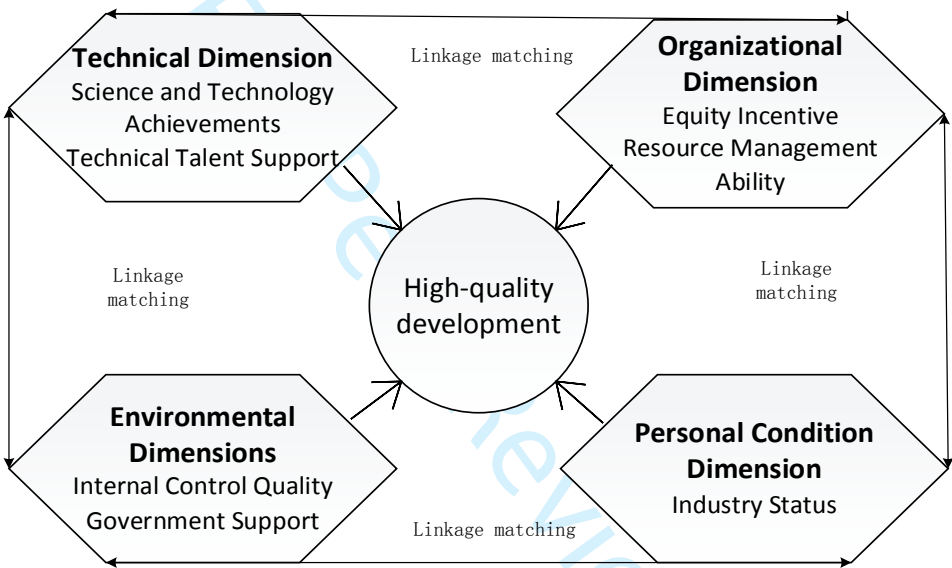 Technical Dimension
Science and Technology
Achievements
Technical Talent Support
Linkage matching
Organizational
Dimension
Equity Incentive
Resource Management
Ability
Linkage
matching
High-quality
development
Linkage
matching
Environmental
Dimensions
Internal Control Quality
Government Support
Linkage matching
Personal Condition
Dimension
Industry Status